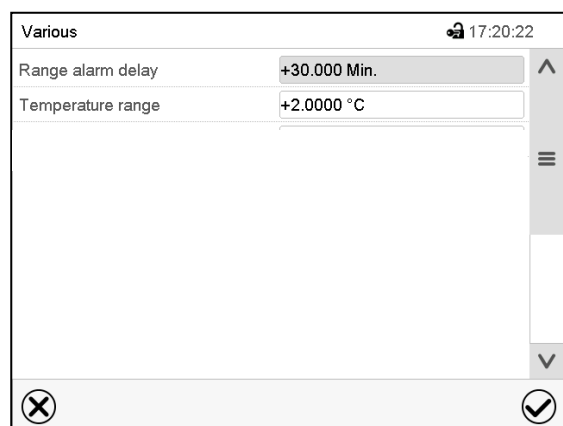 Various 17:20:22
Range alarm delay +30.000 Min.
Temperature range +2.0000 °C